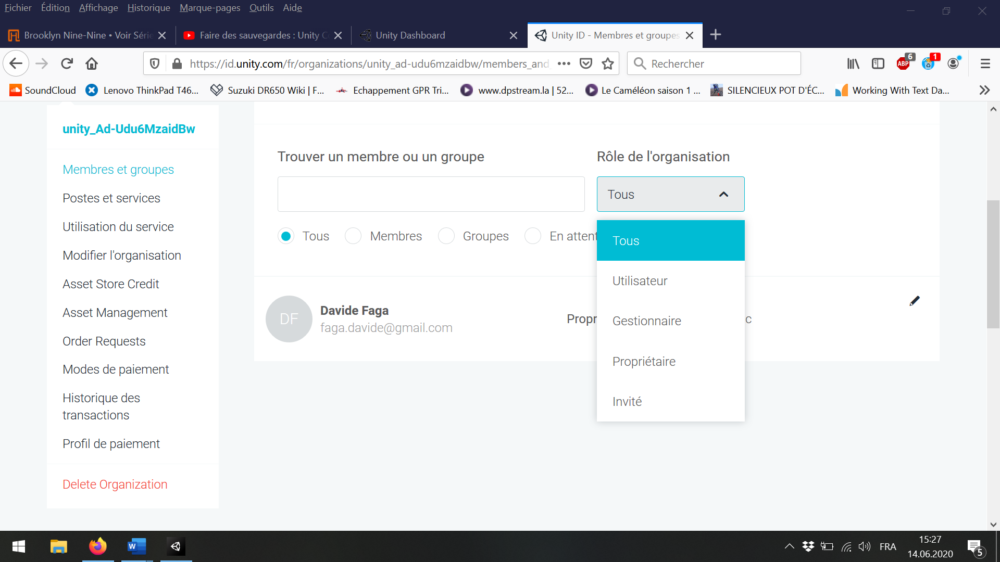 Fichier Édition Affichage Historique Marque-pages Outils Aide
Brooklyn Nine-Nine • Voir Série
Faire des sauvegardes : Unity C
Unity Dashboard
Unity ID - Membres et groupes
https://id.unity.com/fr/organizations/unity_ad-udu6mzaidbw/members_and_
Rechercher
ABP
6
1
SoundCloud
Lenovo ThinkPad T46...
Suzuki DR650 Wiki | F...
Echappement GPR Tri...
www.dpstream.la | 52...
Le Caméléon saison 1 ...
SILENCIEUX POT D'ÉC...
Working With Text Da...
unity_Ad-Udu6MzaidBw
Membres et groupes
Postes et services
Utilisation du service
Modifier l'organisation
Asset Store Credit
Asset Management
Order Requests
Modes de paiement
Historique des
transactions
Profil de paiement
Delete Organization
Trouver un membre ou un groupe
Rôle de l'organisation
Tous
Tous
Membres
Groupes
En attent
Tous
Utilisateur
Gestionnaire
Propriétaire
Invité
DF
Davide Faga
faga.davide@gmail.com
Propr
c
W
FRA
15:27
14.06.2020
5